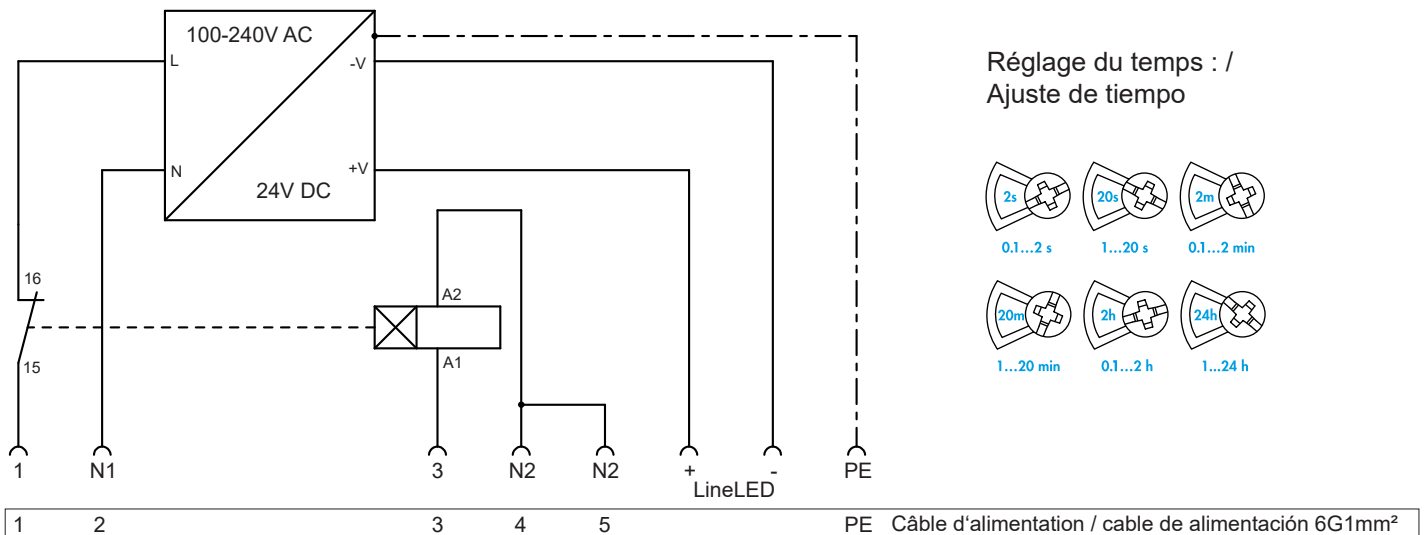 100-240V AC
L
-V
N
+V
24V DC
16
15
A2
A1
1
N1
3
N2
N2
+
-
PE
LineLED
1 2 3 4 5 PE Câble d‘alimentation / cable de alimentación 6G1mm²
Réglage du temps : /
Ajuste de tiempo
2s 20s 2m
0.1...2 s 1...20 s 0.1...2 min
20m 2h 24h
1...20 min 0.1...2 h 1...24 h